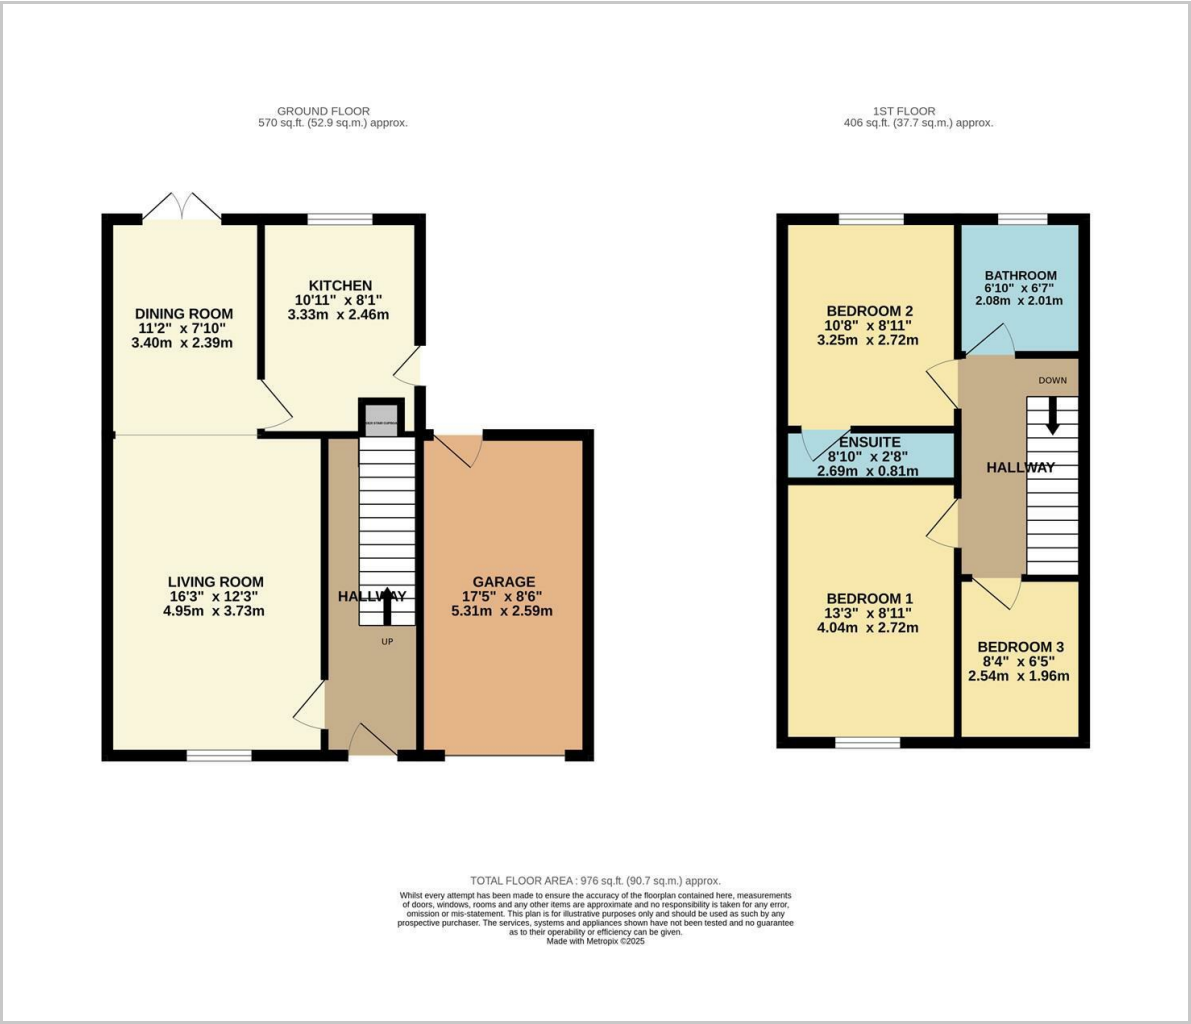 GROUND FLOOR
570 sq.ft. (52.9 sq.m.) approx.
1ST FLOOR
406 sq.ft. (37.7 sq.m.) approx.
DINING ROOM
11'2" x 7'10"
3.40m x 2.39m
KITCHEN
10'11" x 8'1"
3.33m x 2.46m
LIVING ROOM
16'3" x 12'3"
4.95m x 3.73m
HALLWAY
UP
GARAGE
17'5" x 8'6"
5.31m x 2.59m
BEDROOM 2
10'8" x 8'11"
3.25m x 2.72m
BATHROOM
6'10" x 6'7"
2.08m x 2.01m
DOWN
ENSUITE
8'10" x 2'8"
2.69m x 0.81m
HALLWAY
BEDROOM 1
13'3" x 8'11"
4.04m x 2.72m
BEDROOM 3
8'4" x 6'5"
2.54m x 1.96m
TOTAL FLOOR AREA : 976 sq.ft. (90.7 sq.m.) approx.
Whilst every attempt has been made to ensure the accuracy of the floorplan contained here, measurements
of doors, windows, rooms and any other items are approximate and no responsibility is taken for any error,
omission or mis-statement. This plan is for illustrative purposes only and should be used as such by any
prospective purchaser. The services, systems and appliances shown have not been tested and no guarantee
as to their operability or efficiency can be given.
Made with Metropix ©2025